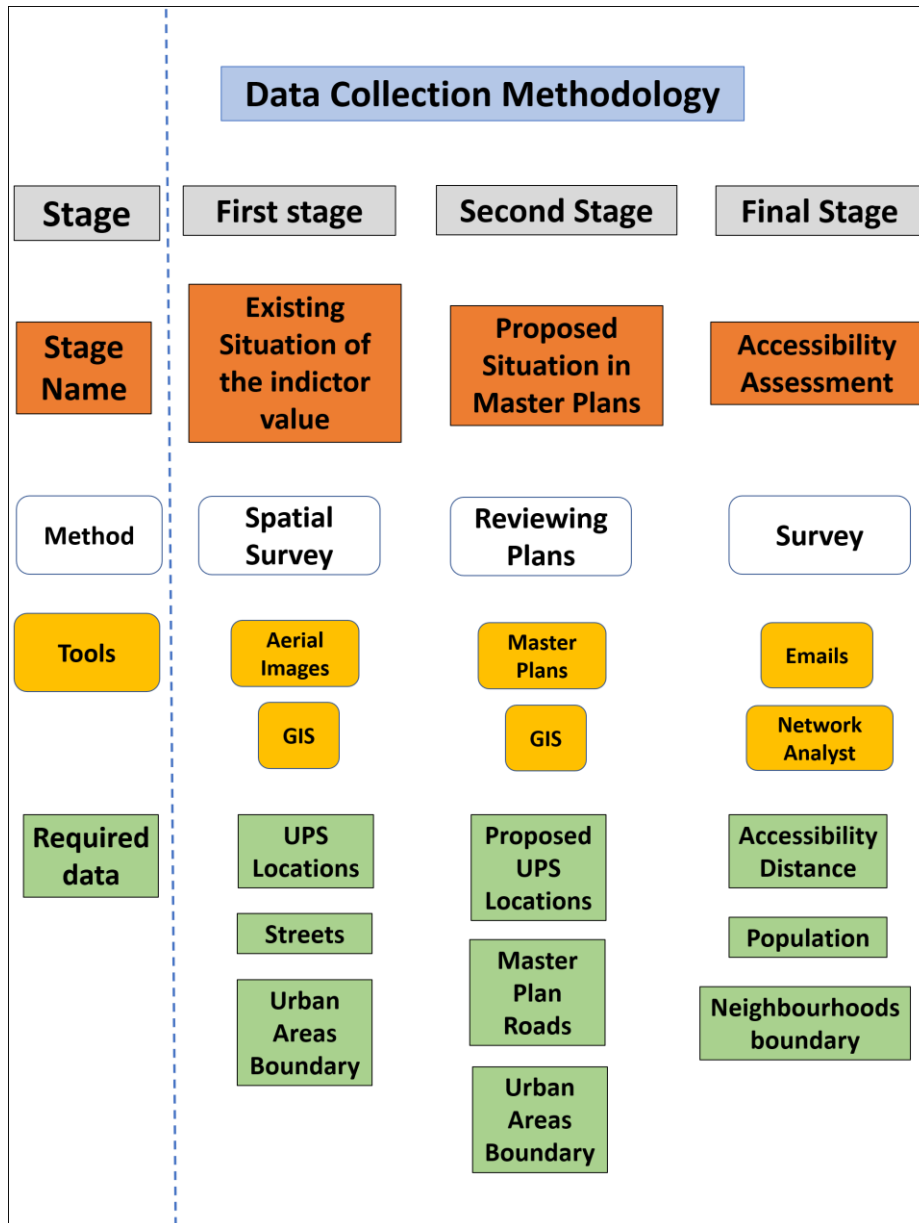 Data Collection Methodology
Stage
First stage
Second Stage
Final Stage
Stage
Name
Existing
Situation of
the indictor
value
Proposed
Situation in
Master Plans
Accessibility
Assessment
Method
Spatial
Survey
Reviewing
Plans
Survey
Tools
Aerial
Images
Master
Plans
Emails
GIS
GIS
Network
Analyst
Required
data
UPS
Locations
Proposed
UPS
Locations
Accessibility
Distance
Streets
Master
Plan
Roads
Population
Urban
Areas
Boundary
Urban
Areas
Boundary
Neighbourhoods
boundary